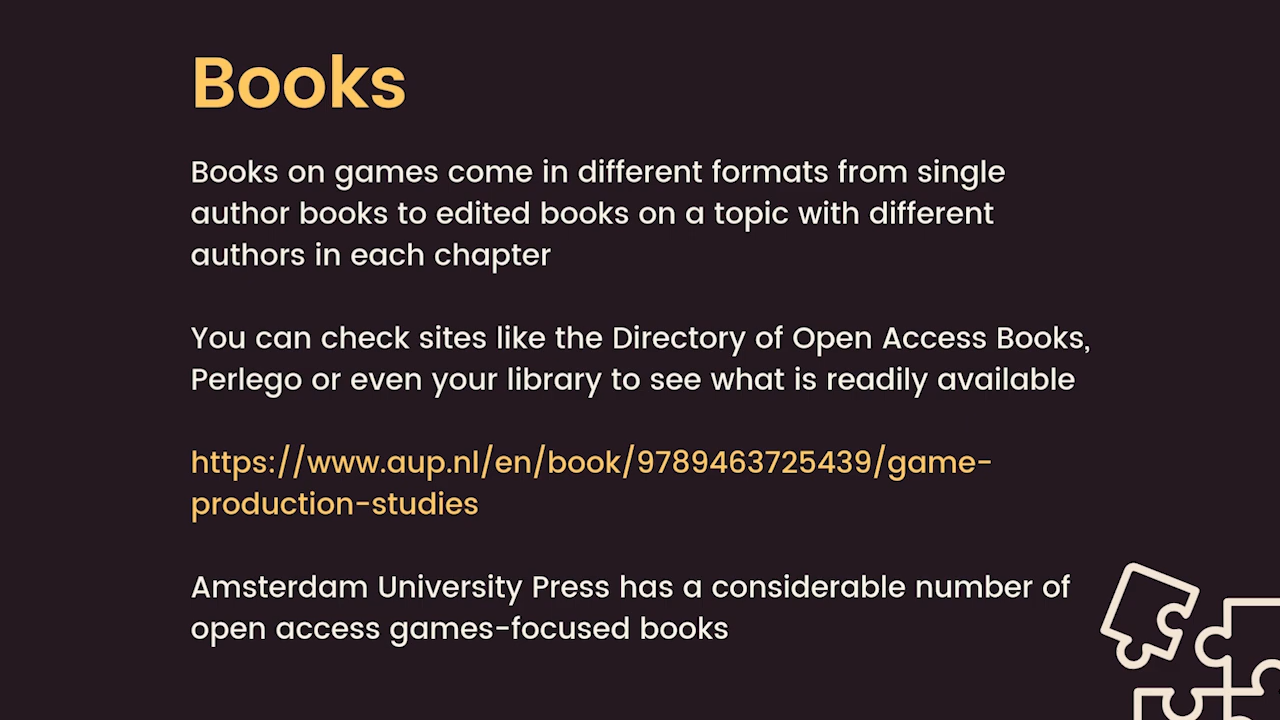 Books
Books on games come in different formats from single
author books to edited books on a topic with different
authors in each chapter
You can check sites like the Directory of Open Access Books,
Perlego or even your library to see what is readily available
https://www.aup.nl/en/book/9789463725439/game-
production-studies
Amsterdam University Press has a considerable number of
open access games-focused books